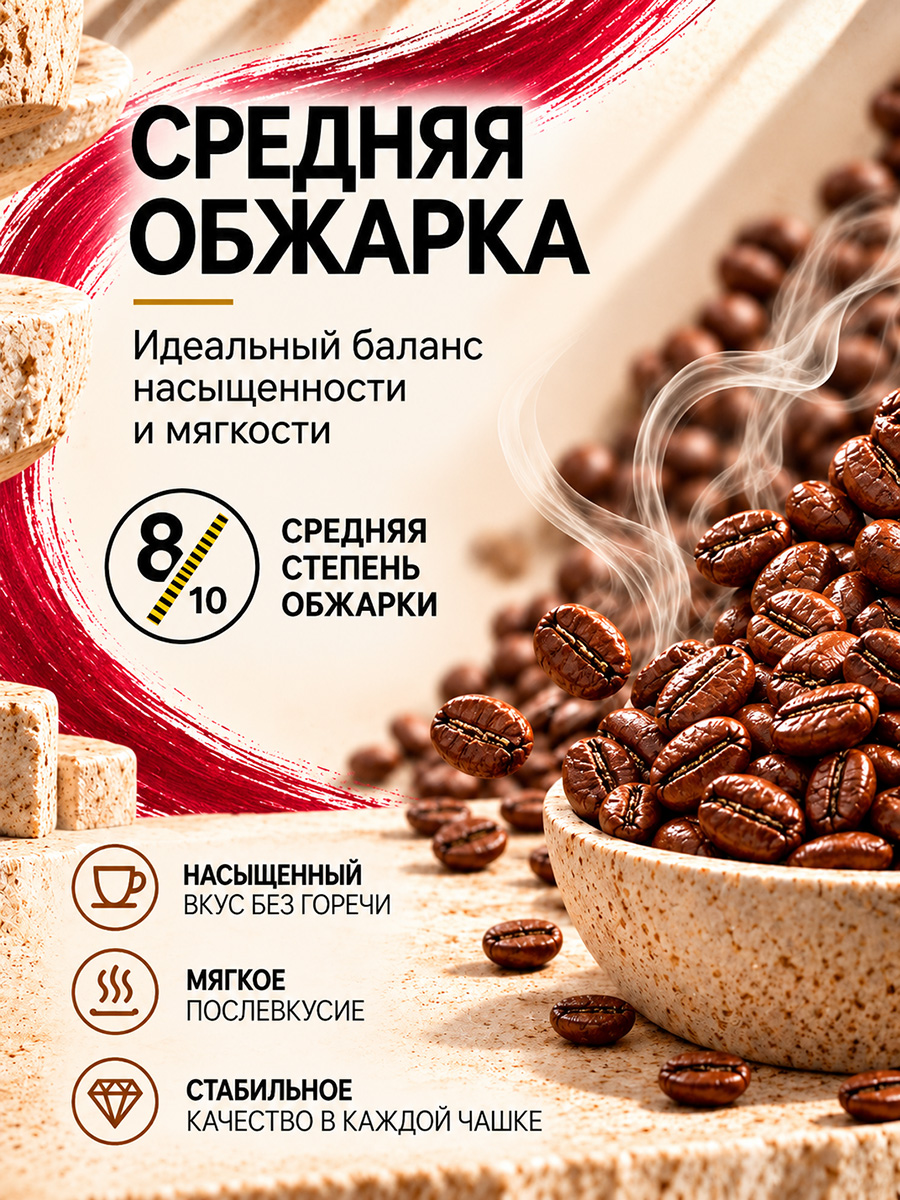 СРЕДНЯЯ
ОБЖАРКА
Идеальный баланс
насыщенности
и мягкости
8/10
СРЕДНЯЯ
СТЕПЕНЬ
ОБЖАРКИ
НАСЫЩЕННЫЙ
ВКУС БЕЗ ГОРЕЧИ
МЯГКОЕ
ПОСЛЕВКУСИЕ
СТАБИЛЬНОЕ
КАЧЕСТВО В КАЖДОЙ ЧАШКЕ